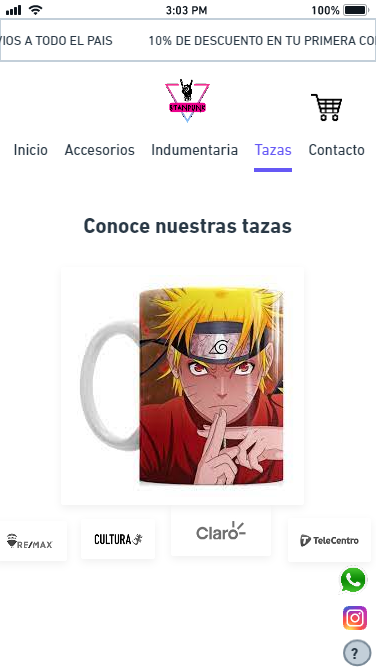 3:03 PM
100%
VIOS A TODO EL PAIS 10% DE DESCUENTO EN TU PRIMERA CO
STANPUNK
Inicio Accesorios Indumentaria Tazas Contacto
Conoce nuestras tazas
RE/MAX CULTURA Claro TeleCentro
?